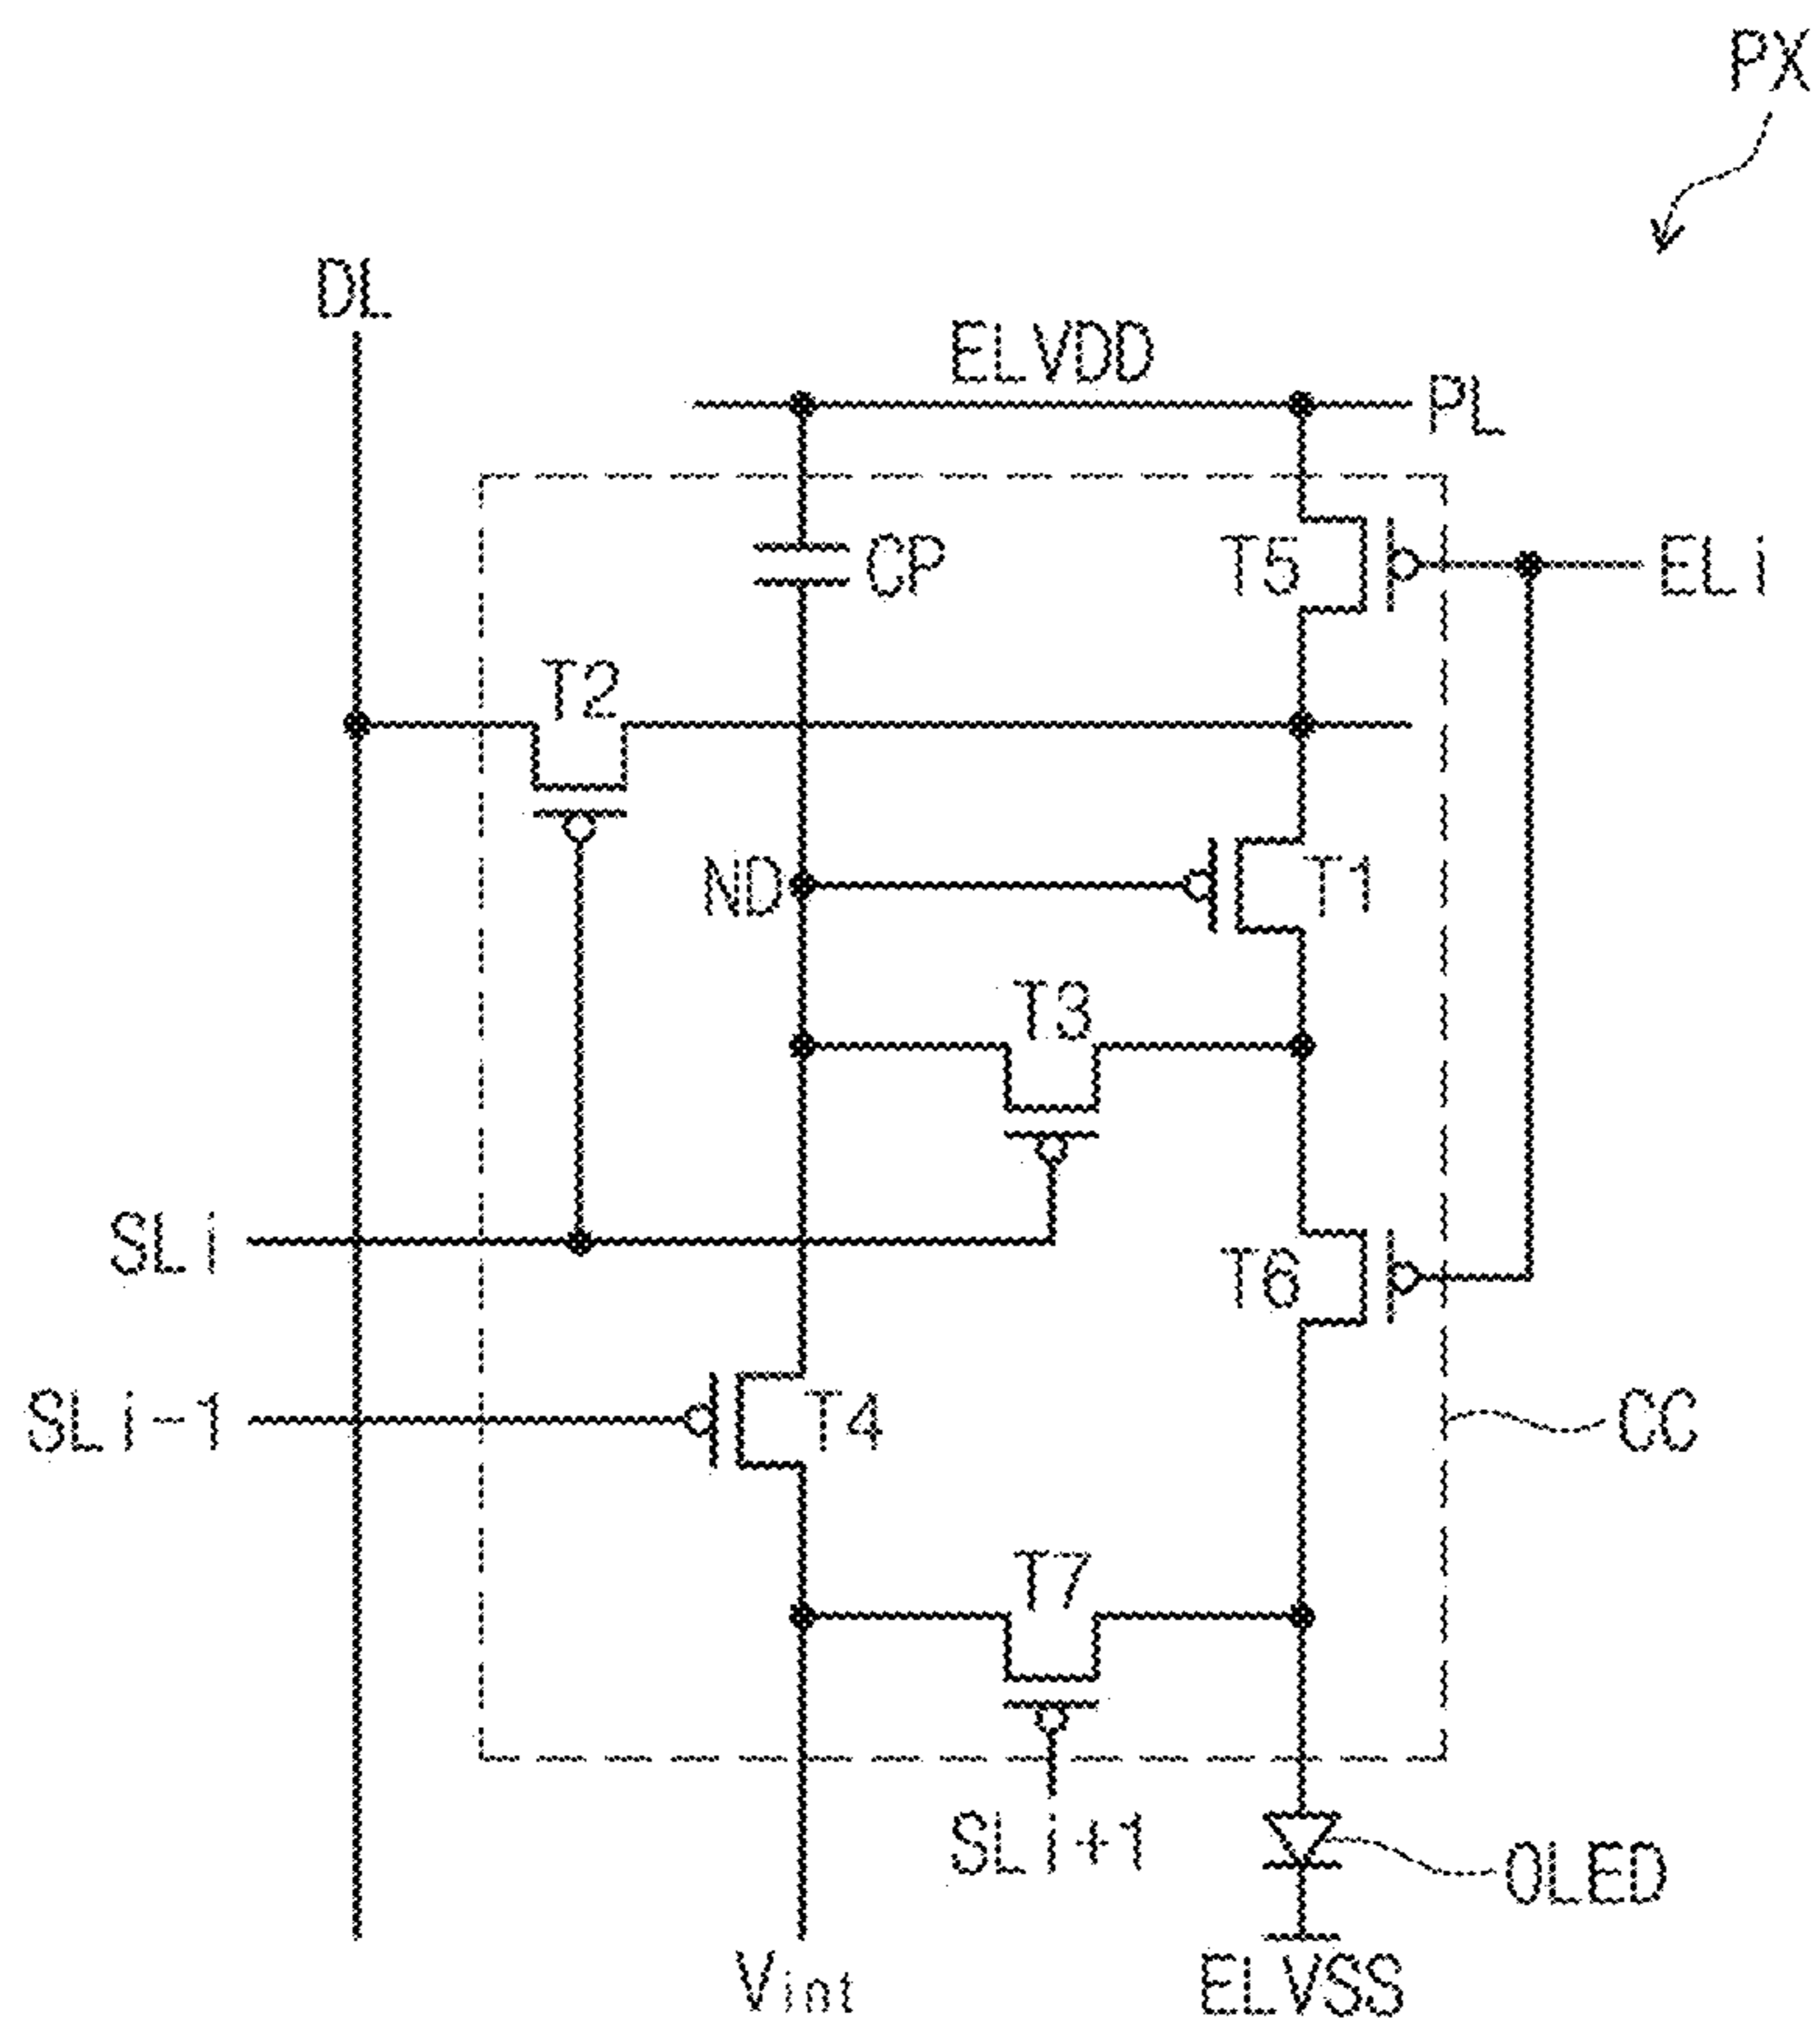 PX
DL
ELVDD
PL
CP
T5
ELi
T2
ND
T1
T3
SLi
T6
SLi-1
T4
CC
T7
SLi+1
OLED
Vint
ELVSS